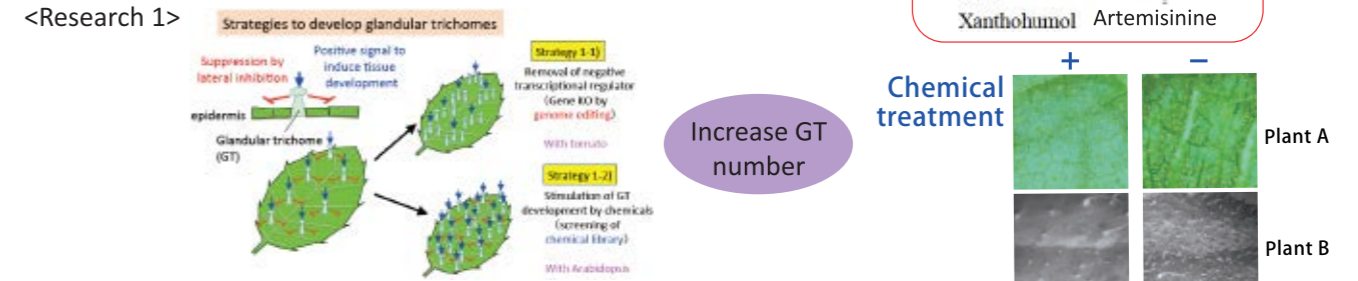 <Research 1>
Strategies to develop glandular trichomes
Suppression by
lateral inhibition
Positive signal to
induce tissue
development
epidermis
Glandular trichome
(GT)
Strategy 1-1)
Removal of negative
transcriptional regulator
(Gene KO by
genome editing)
With tomato
Strategy 1-2)
Stimulation of GT
development by chemicals
(screening of
chemical library)
With Arabidopsis
Increase GT
number
Xanthohumol Artemisinine
+ −
Chemical
treatment
Plant A
Plant B